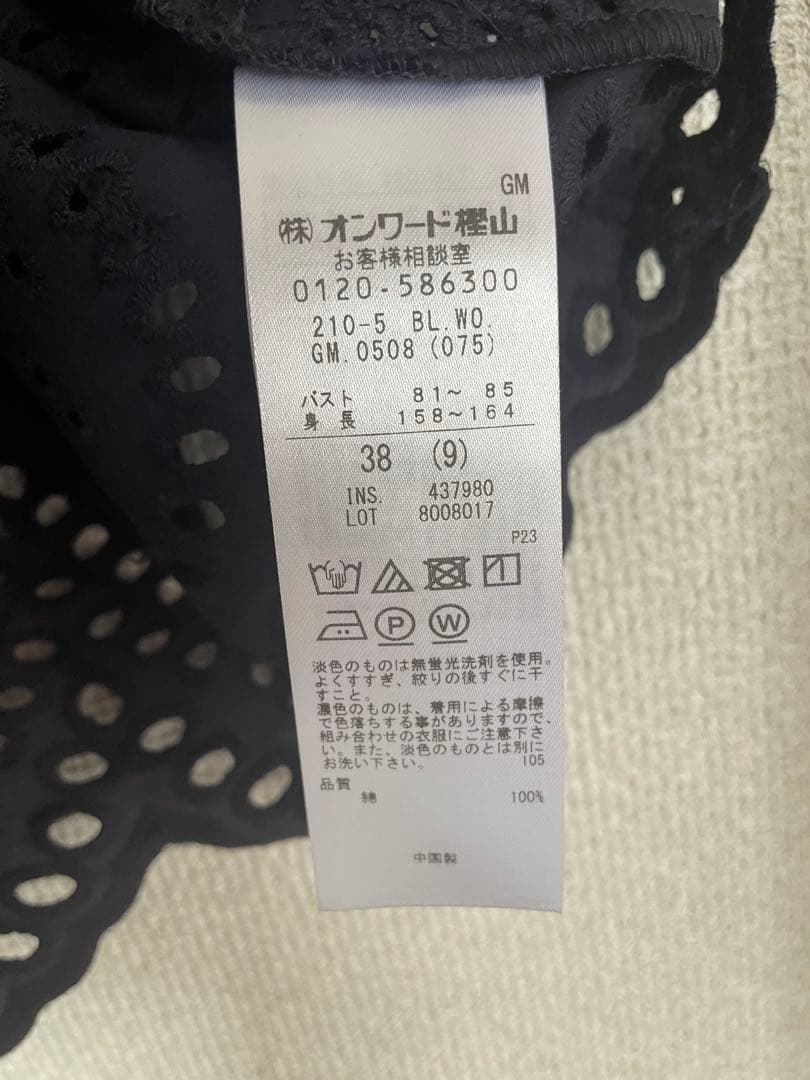 GM
(株)オンワード樫山
お客様相談室
0120-586300
210-5 BL.WO.
GM.0508 (075)
バスト 81～ 85
身 長 158～164
38 (9)
INS. 437980
LOT 8008017
P23
P W
淡色のものは無蛍光洗剤を使用。
よくすすぎ、絞りの後すぐに干
すこと。
濃色のものは、着用による摩擦
で色落ちする事がありますので、
組み合わせの衣服にご注意下さ
い。また、淡色のものとは別に
お洗い下さい。 105
品質
綿 100%
中国製